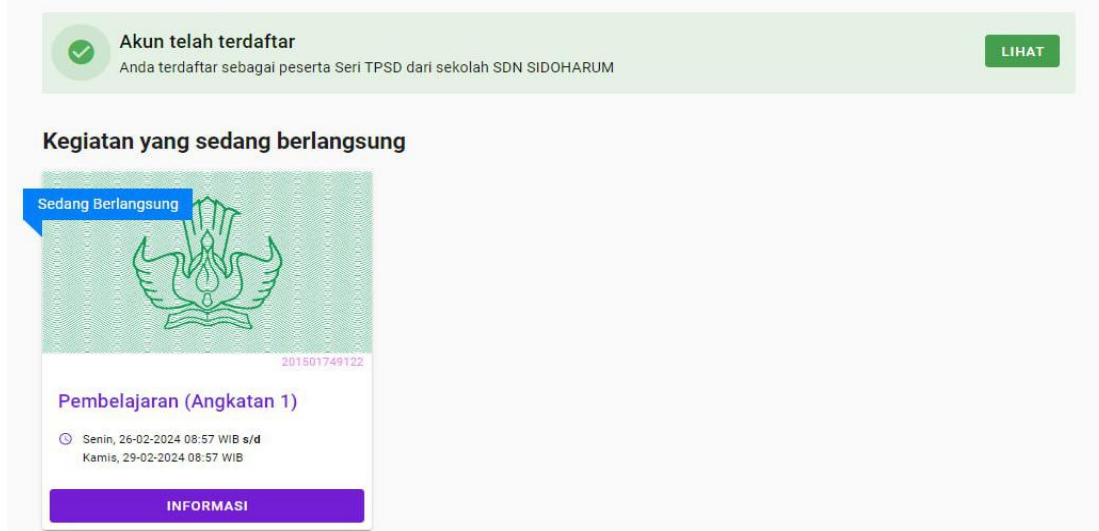 Akun telah terdaftar
Anda terdaftar sebagai peserta Seri TPSD dari sekolah SDN SIDOHARUM
LIHAT
Kegiatan yang sedang berlangsung
Sedang Berlangsung
201501749122
Pembelajaran (Angkatan 1)
Senin, 26-02-2024 08:57 WIB s/d
Kamis, 29-02-2024 08:57 WIB
INFORMASI